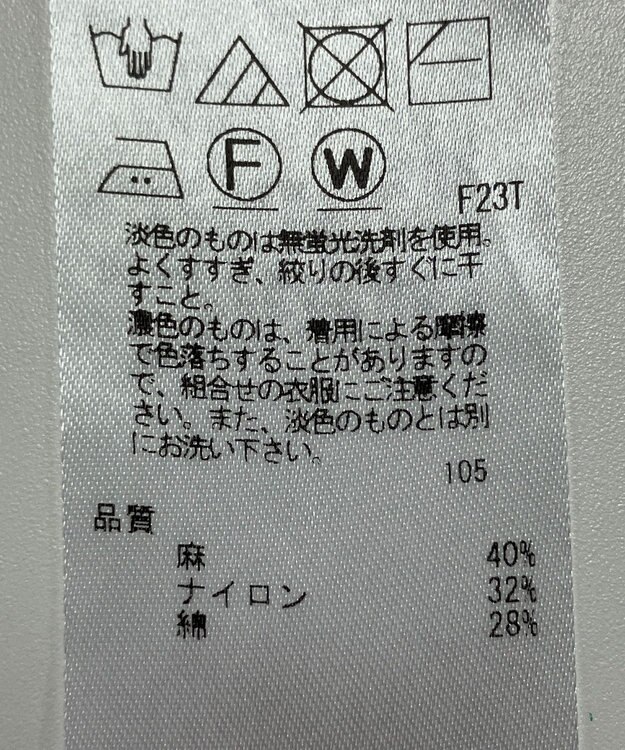 F W
F23T
淡色のものは無蛍光洗剤を使用。
よくすすぎ、絞りの後すぐに干
すこと。
濃色のものは、着用による摩擦
で色落ちすることがありますの
で、組合せの衣服にご注意くだ
さい。また、淡色のものとは別
にお洗い下さい。
105
品質
麻 40%
ナイロン 32%
綿 28%